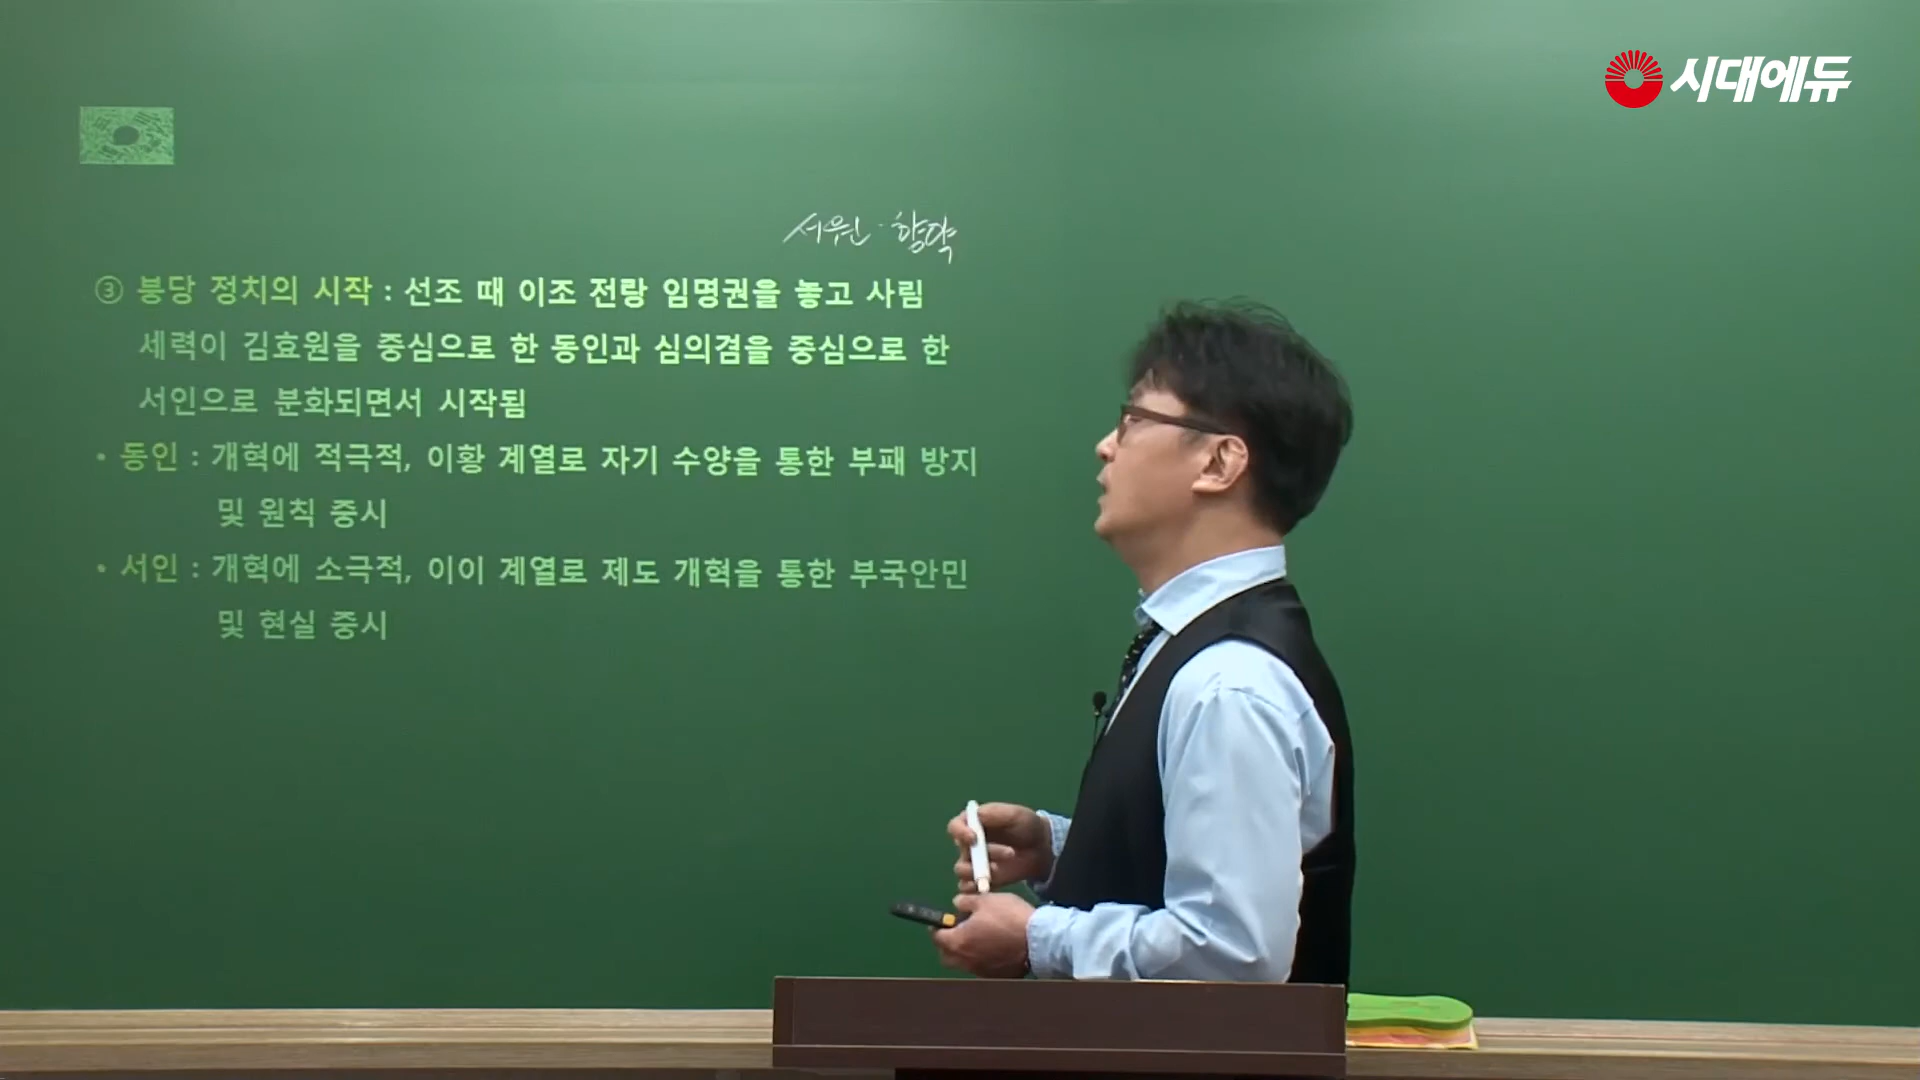 시대에듀
서원·향약
③ 붕당 정치의 시작 : 선조 때 이조 전랑 임명권을 놓고 사림
세력이 김효원을 중심으로 한 동인과 심의겸을 중심으로 한
서인으로 분화되면서 시작됨
• 동인 : 개혁에 적극적, 이황 계열로 자기 수양을 통한 부패 방지
및 원칙 중시
• 서인 : 개혁에 소극적, 이이 계열로 제도 개혁을 통한 부국안민
및 현실 중시